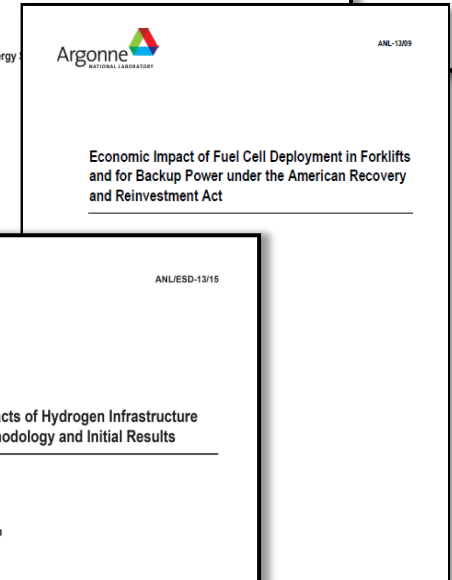 ergy
Argonne
NATIONAL LABORATORY
ANL-13/09
Economic Impact of Fuel Cell Deployment in Forklifts
and for Backup Power under the American Recovery
and Reinvestment Act
ANL/ESD-13/15
acts of Hydrogen Infrastructure
hodology and Initial Results